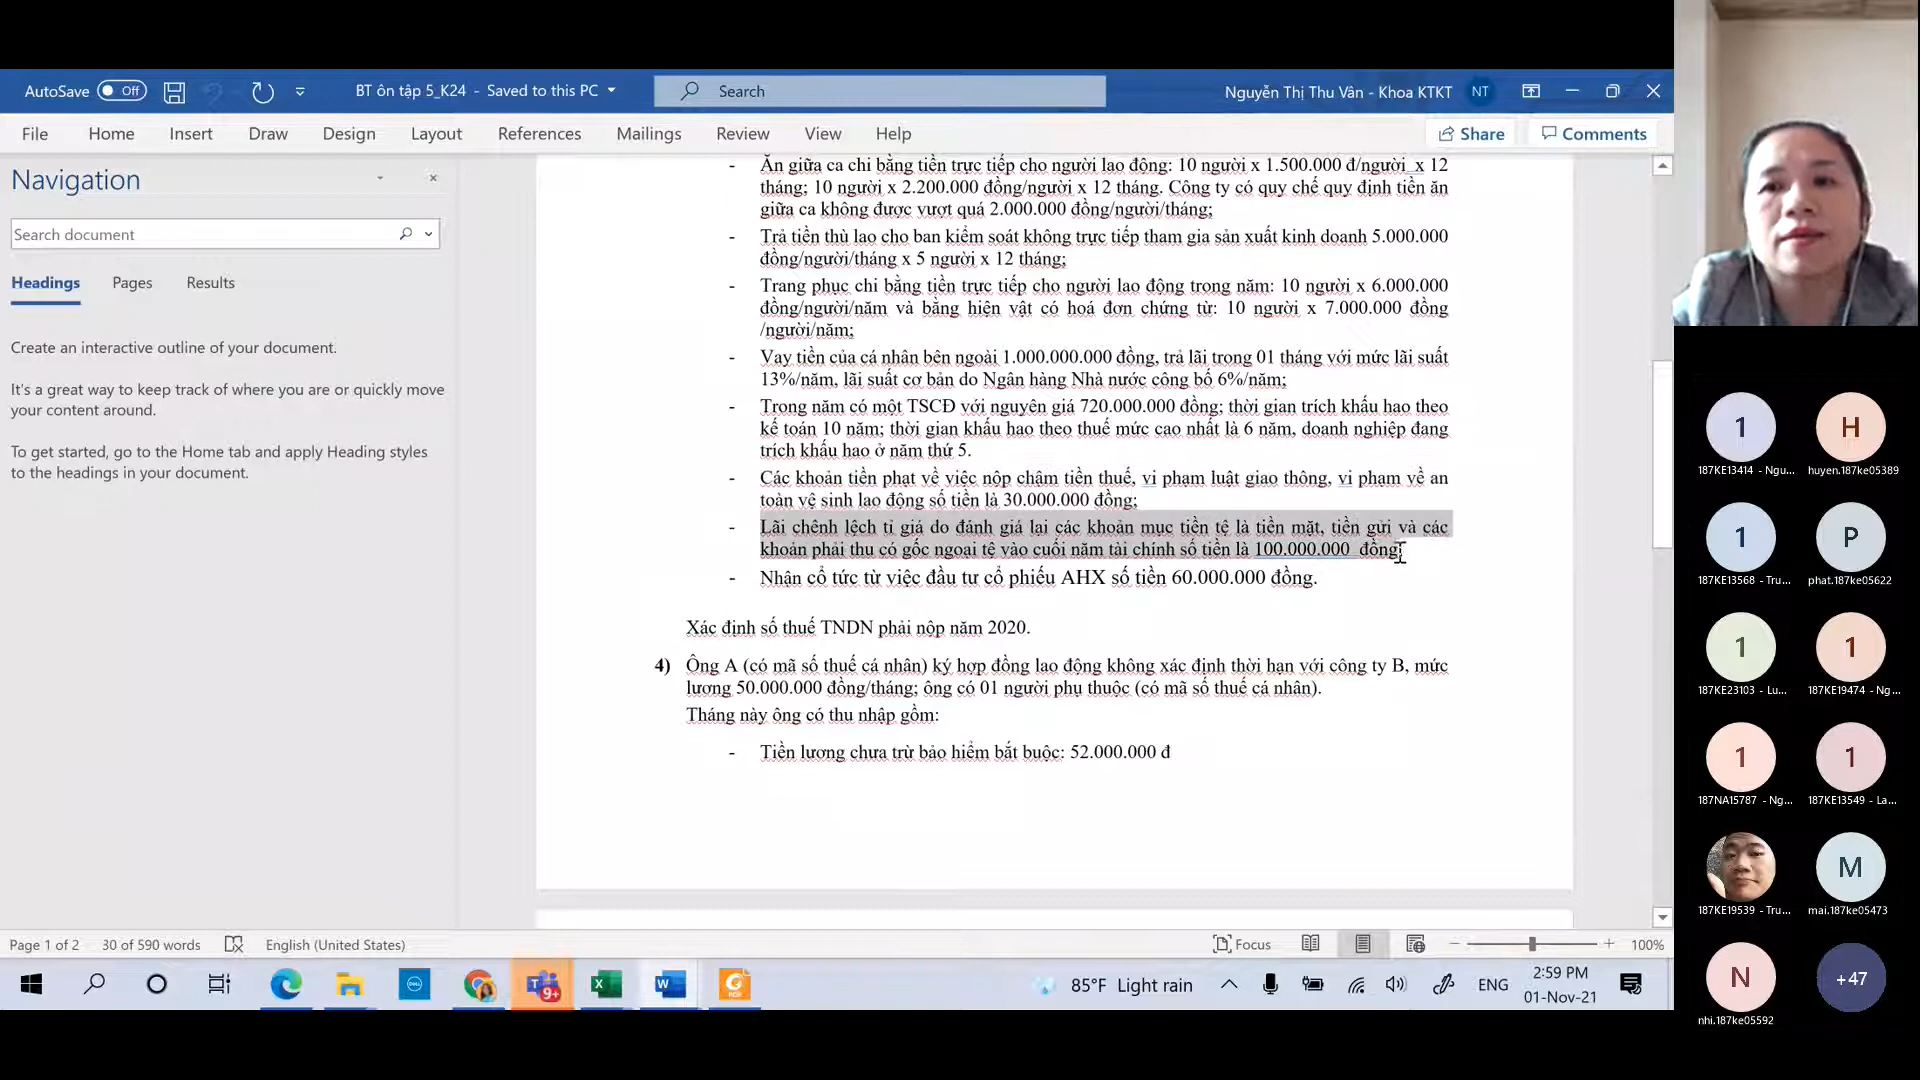 AutoSave Off BT ôn tập 5_K24 - Saved to this PC Search Nguyễn Thị Thu Vân - Khoa KTKT NT
File Home Insert Draw Design Layout References Mailings Review View Help Share Comments
Navigation
Search document
Headings Pages Results
Create an interactive outline of your document.
It's a great way to keep track of where you are or quickly move
your content around.
To get started, go to the Home tab and apply Heading styles
to the headings in your document.
- Ăn giữa ca chi bằng tiền trực tiếp cho người lao động: 10 người x 1.500.000 đ/người x 12
tháng; 10 người x 2.200.000 đồng/người x 12 tháng. Công ty có quy chế quy định tiền ăn
giữa ca không được vượt quá 2.000.000 đồng/người/tháng;
- Trả tiền thù lao cho ban kiểm soát không trực tiếp tham gia sản xuất kinh doanh 5.000.000
đồng/người/tháng x 5 người x 12 tháng;
- Trang phục chi bằng tiền trực tiếp cho người lao động trong năm: 10 người x 6.000.000
đồng/người/năm và bằng hiện vật có hoá đơn chứng từ: 10 người x 7.000.000 đồng
/người/năm;
- Vay tiền của cá nhân bên ngoài 1.000.000.000 đồng, trả lãi trong 01 tháng với mức lãi suất
13%/năm, lãi suất cơ bản do Ngân hàng Nhà nước công bố 6%/năm;
- Trong năm có một TSCĐ với nguyên giá 720.000.000 đồng; thời gian trích khấu hao theo
kế toán 10 năm; thời gian khấu hao theo thuế mức cao nhất là 6 năm, doanh nghiệp đang
trích khấu hao ở năm thứ 5.
- Các khoản tiền phạt về việc nộp chậm tiền thuế, vi phạm luật giao thông, vi phạm về an
toàn vệ sinh lao động số tiền là 30.000.000 đồng;
- Lãi chênh lệch tỉ giá do đánh giá lại các khoản mục tiền tệ là tiền mặt, tiền gửi và các
khoản phải thu có gốc ngoại tệ vào cuối năm tài chính số tiền là 100.000.000 đồng
- Nhận cổ tức từ việc đầu tư cổ phiếu AHX số tiền 60.000.000 đồng.
Xác định số thuế TNDN phải nộp năm 2020.
4) Ông A (có mã số thuế cá nhân) ký hợp đồng lao động không xác định thời hạn với công ty B, mức
lương 50.000.000 đồng/tháng; ông có 01 người phụ thuộc (có mã số thuế cá nhân).
Tháng này ông có thu nhập gồm:
- Tiền lương chưa trừ bảo hiểm bắt buộc: 52.000.000 đ
Page 1 of 2 30 of 590 words English (United States) Focus 100%
9+ 85°F Light rain ENG 2:59 PM
01-Nov-21
1 H
187KE13414 - Ngu... huyen.187ke05389
1 P
187KE13568 - Tru... phat.187ke05622
1 1
187KE23103 - Lu... 187KE19474 - Ng...
1 1
187NA15787 - Ng... 187KE13549 - La...
M
187KE19539 - Tru... mai.187ke05473
N +47
nhi.187ke05592